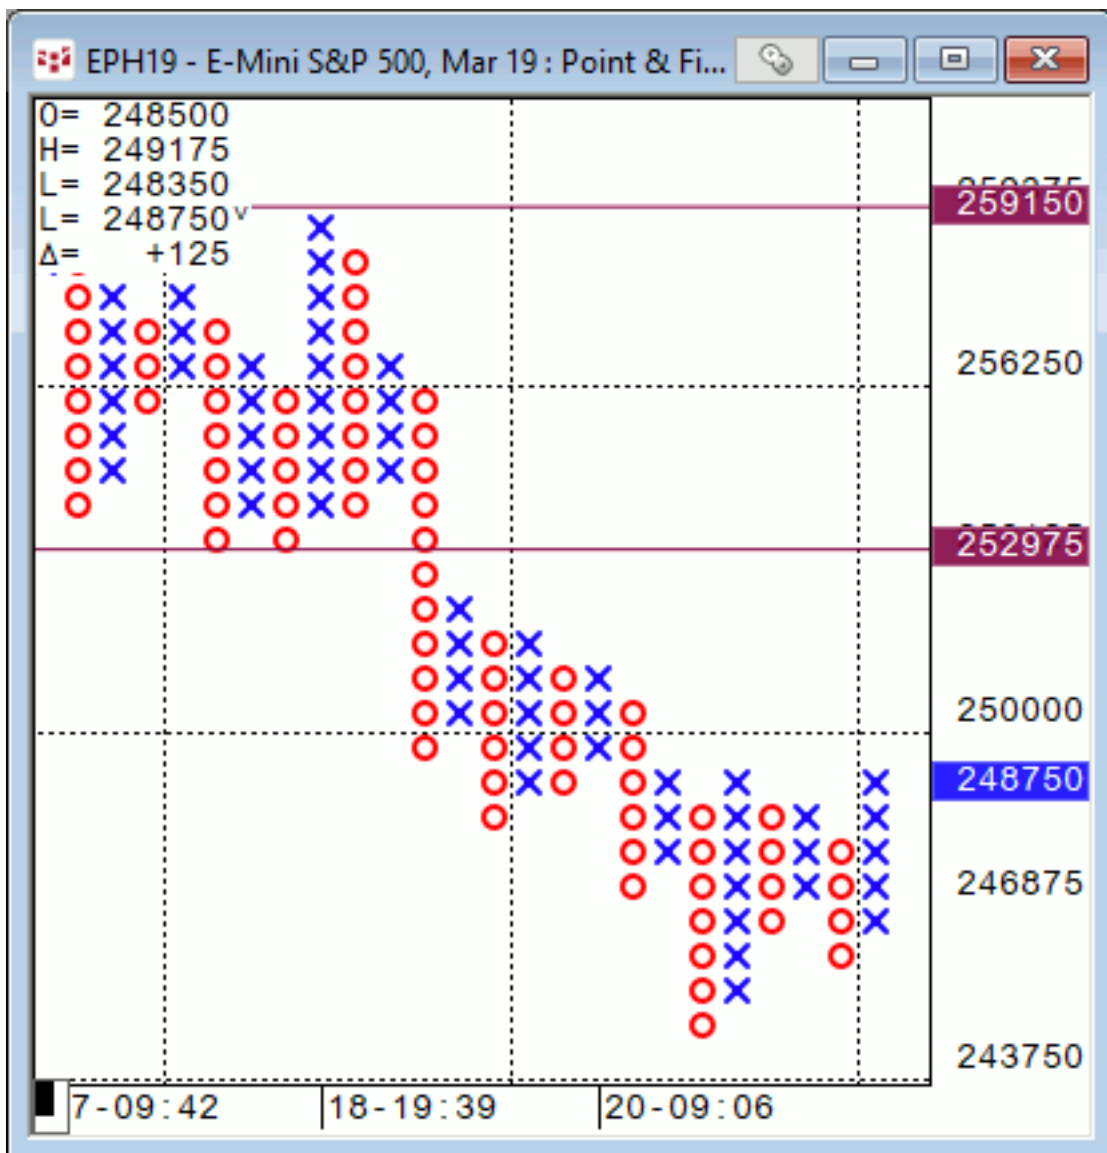 EPH19 - E-Mini S&P 500, Mar 19 : Point & Fi...
O= 248500
H= 249175
L= 248350
L= 248750v
Δ= +125
259150
256250
252975
250000
248750
246875
243750
7-09:42
18-19:39
20-09:06